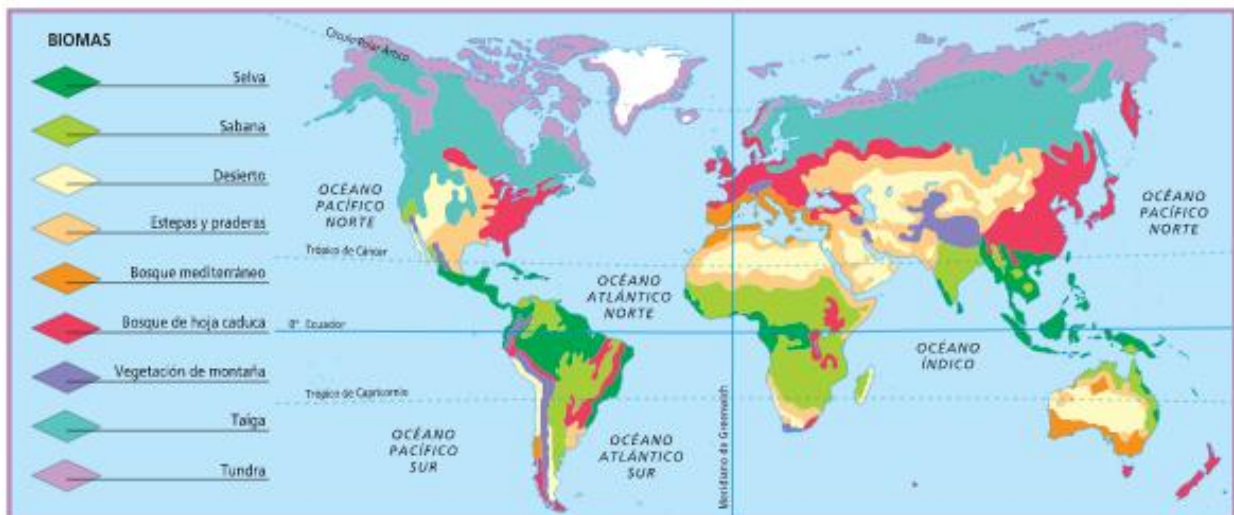 BIOMAS
Selva
Sabana
Desierto
Estepas y praderas
Bosque mediterráneo
Bosque de hoja caduca
Vegetación de montaña
Taiga
Tundra
Círculo Polar Ártico
OCÉANO
PACÍFICO
NORTE
Trópico de Cáncer
OCÉANO
ATLÁNTICO
NORTE
OCÉANO
PACÍFICO
NORTE
0° Ecuador
OCÉANO
ÍNDICO
Trópico de Capricornio
OCÉANO
PACÍFICO
SUR
OCÉANO
ATLÁNTICO
SUR
Meridiano de Greenwich